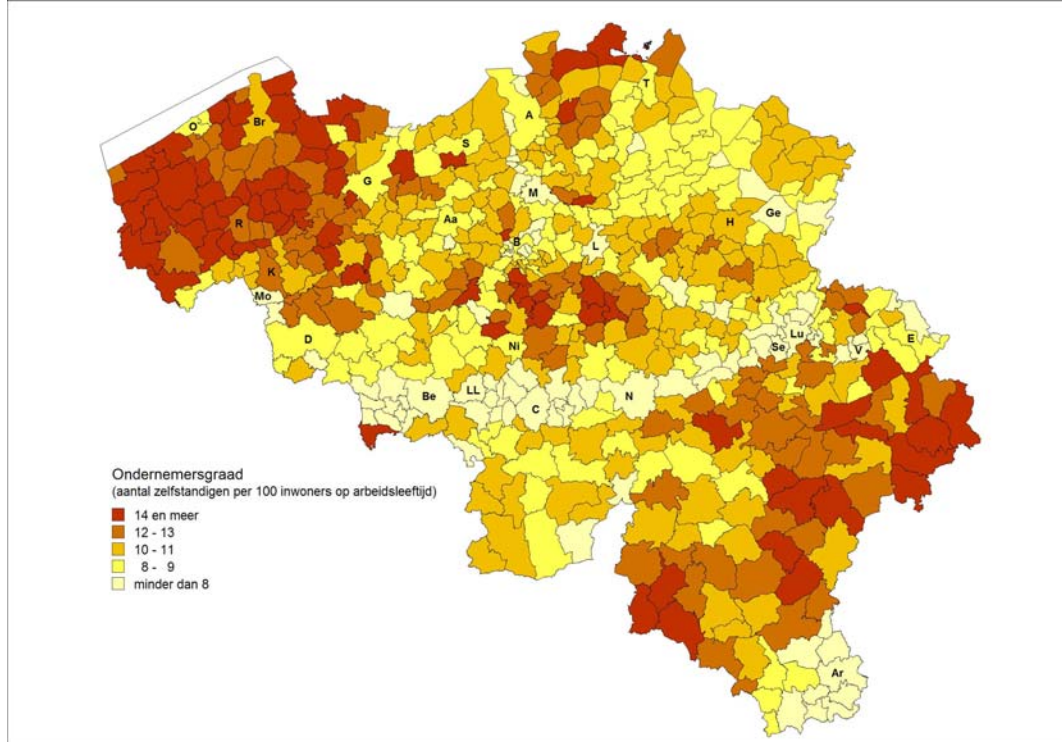 T
O
Br
A
S
G
M
Aa
R
H
Ge
B
L
K
Mo
Lu
D
Ni
Se
V
E
Be
LL
C
N
Ondernemersgraad
(aantal zelfstandigen per 100 inwoners op arbeidsleeftijd)
14 en meer
12 - 13
10 - 11
8 - 9
minder dan 8
Ar